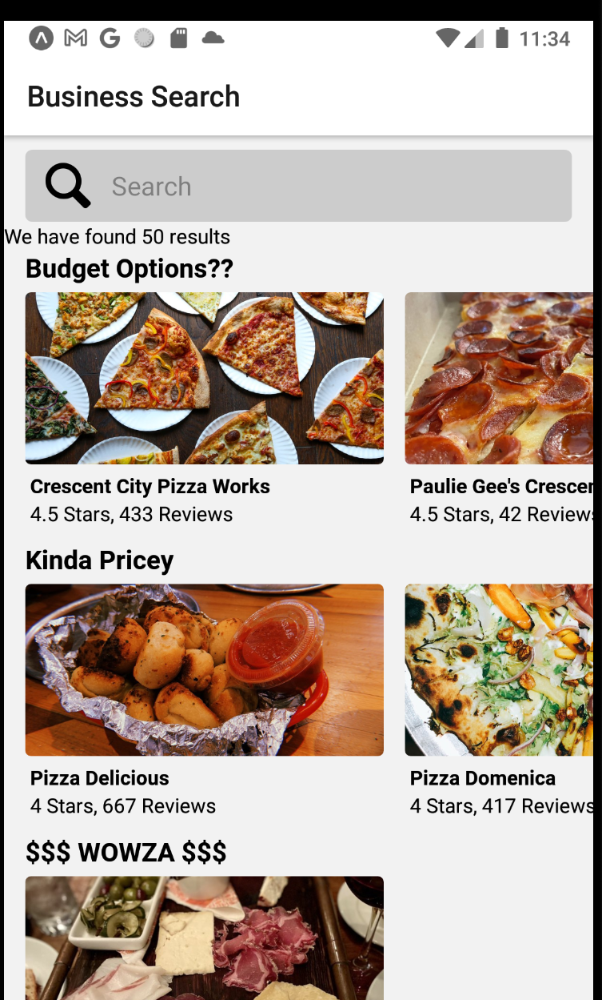 11:34
Business Search
Search
We have found 50 results
Budget Options??
Crescent City Pizza Works
4.5 Stars, 433 Reviews
Paulie Gee's Crescen
4.5 Stars, 42 Reviews
Kinda Pricey
Pizza Delicious
4 Stars, 667 Reviews
Pizza Domenica
4 Stars, 417 Reviews
$$$ WOWZA $$$